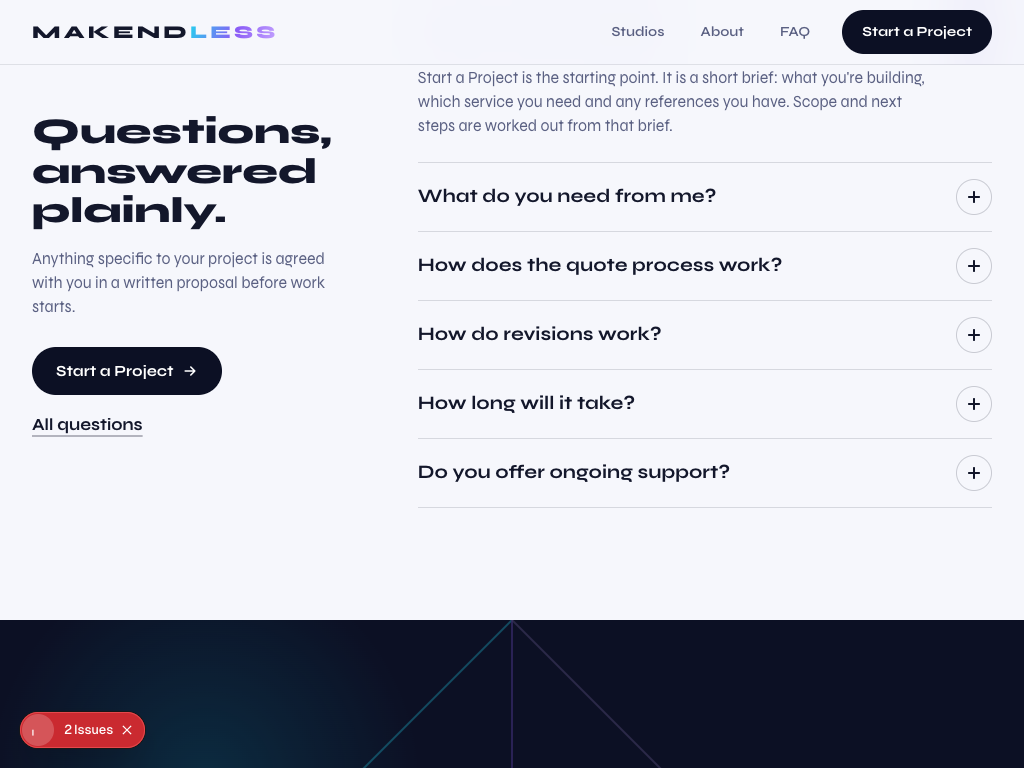 MAKENDLESS
Studios
About
FAQ
Start a Project
Start a Project is the starting point. It is a short brief: what you're building,
which service you need and any references you have. Scope and next
steps are worked out from that brief.
Questions,
answered
plainly.
Anything specific to your project is agreed
with you in a written proposal before work
starts.
Start a Project →
All questions
What do you need from me?
How does the quote process work?
How do revisions work?
How long will it take?
Do you offer ongoing support?
2 Issues